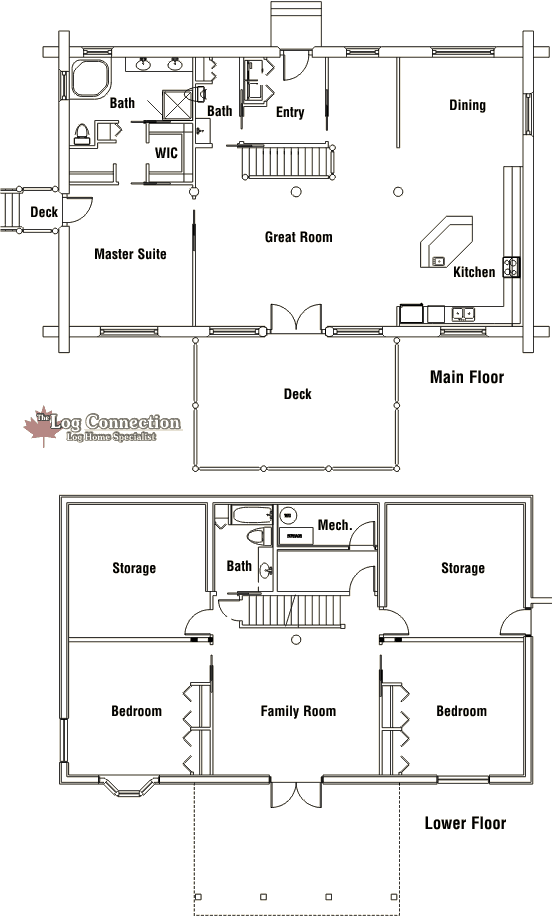 Bath
Bath
Entry
Dining
WIC
Deck
Master Suite
Great Room
Kitchen
Main Floor
Deck
The
Log Connection
Log Home Specialist
Mech.
Storage
Bath
Storage
Bedroom
Family Room
Bedroom
Lower Floor